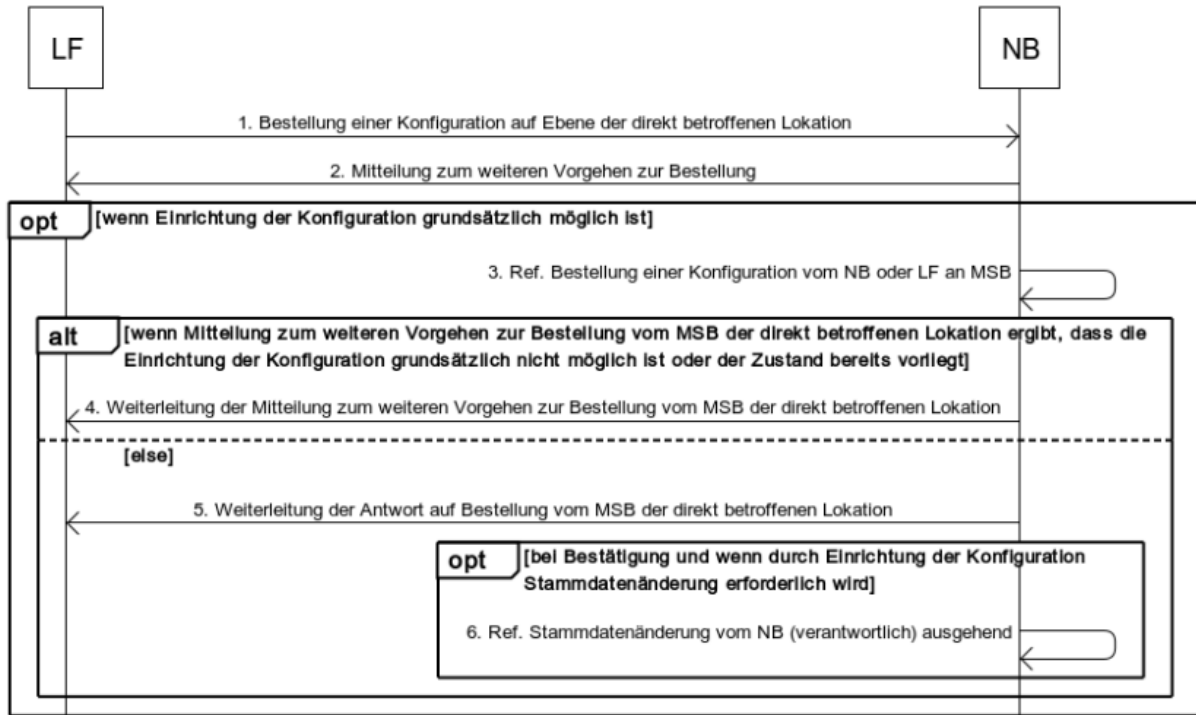 LF
NB
1. Bestellung einer Konfiguration auf Ebene der direkt betroffenen Lokation
2. Mitteilung zum weiteren Vorgehen zur Bestellung
opt
[wenn Einrichtung der Konfiguration grundsätzlich möglich ist]
3. Ref. Bestellung einer Konfiguration vom NB oder LF an MSB
alt
[wenn Mitteilung zum weiteren Vorgehen zur Bestellung vom MSB der direkt betroffenen Lokation ergibt, dass die
Einrichtung der Konfiguration grundsätzlich nicht möglich ist oder der Zustand bereits vorliegt]
4. Weiterleitung der Mitteilung zum weiteren Vorgehen zur Bestellung vom MSB der direkt betroffenen Lokation
[else]
5. Weiterleitung der Antwort auf Bestellung vom MSB der direkt betroffenen Lokation
opt
[bei Bestätigung und wenn durch Einrichtung der Konfiguration
Stammdatenänderung erforderlich wird]
6. Ref. Stammdatenänderung vom NB (verantwortlich) ausgehend